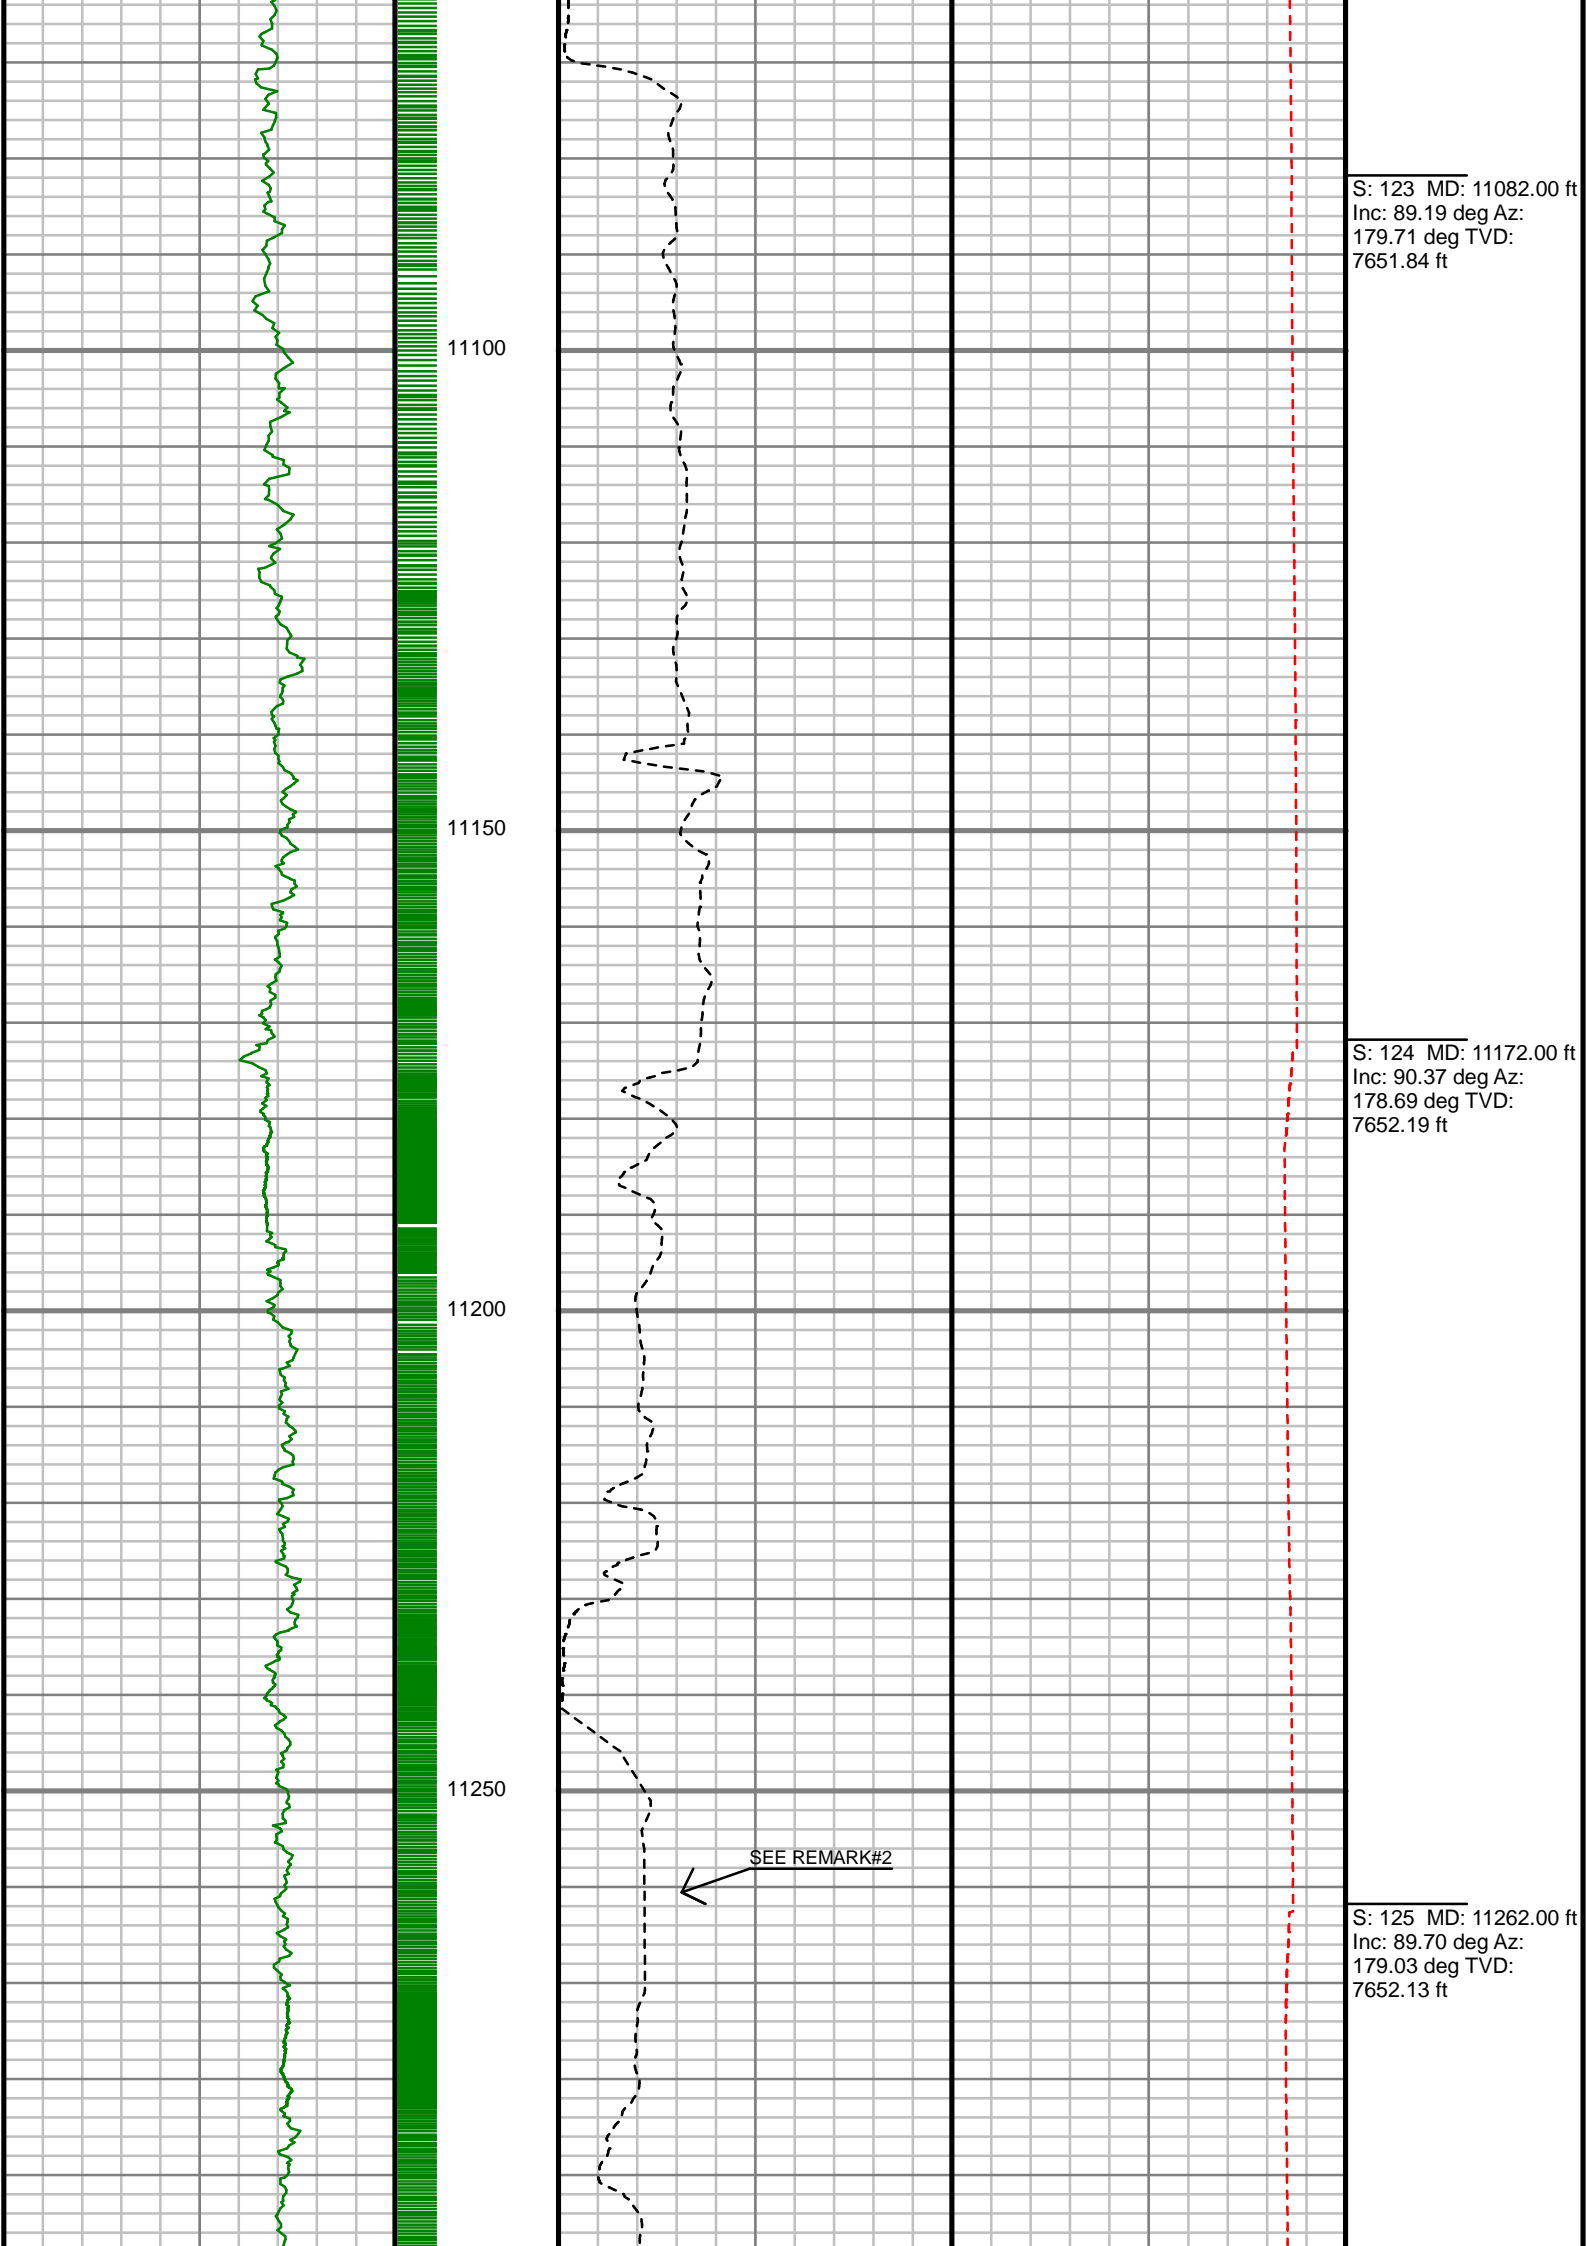 S: 123 MD: 11082.00 ft
Inc: 89.19 deg Az:
179.71 deg TVD:
7651.84 ft
11100
11150
S: 124 MD: 11172.00 ft
Inc: 90.37 deg Az:
178.69 deg TVD:
7652.19 ft
11200
11250
SEE REMARK#2
S: 125 MD: 11262.00 ft
Inc: 89.70 deg Az:
179.03 deg TVD:
7652.13 ft